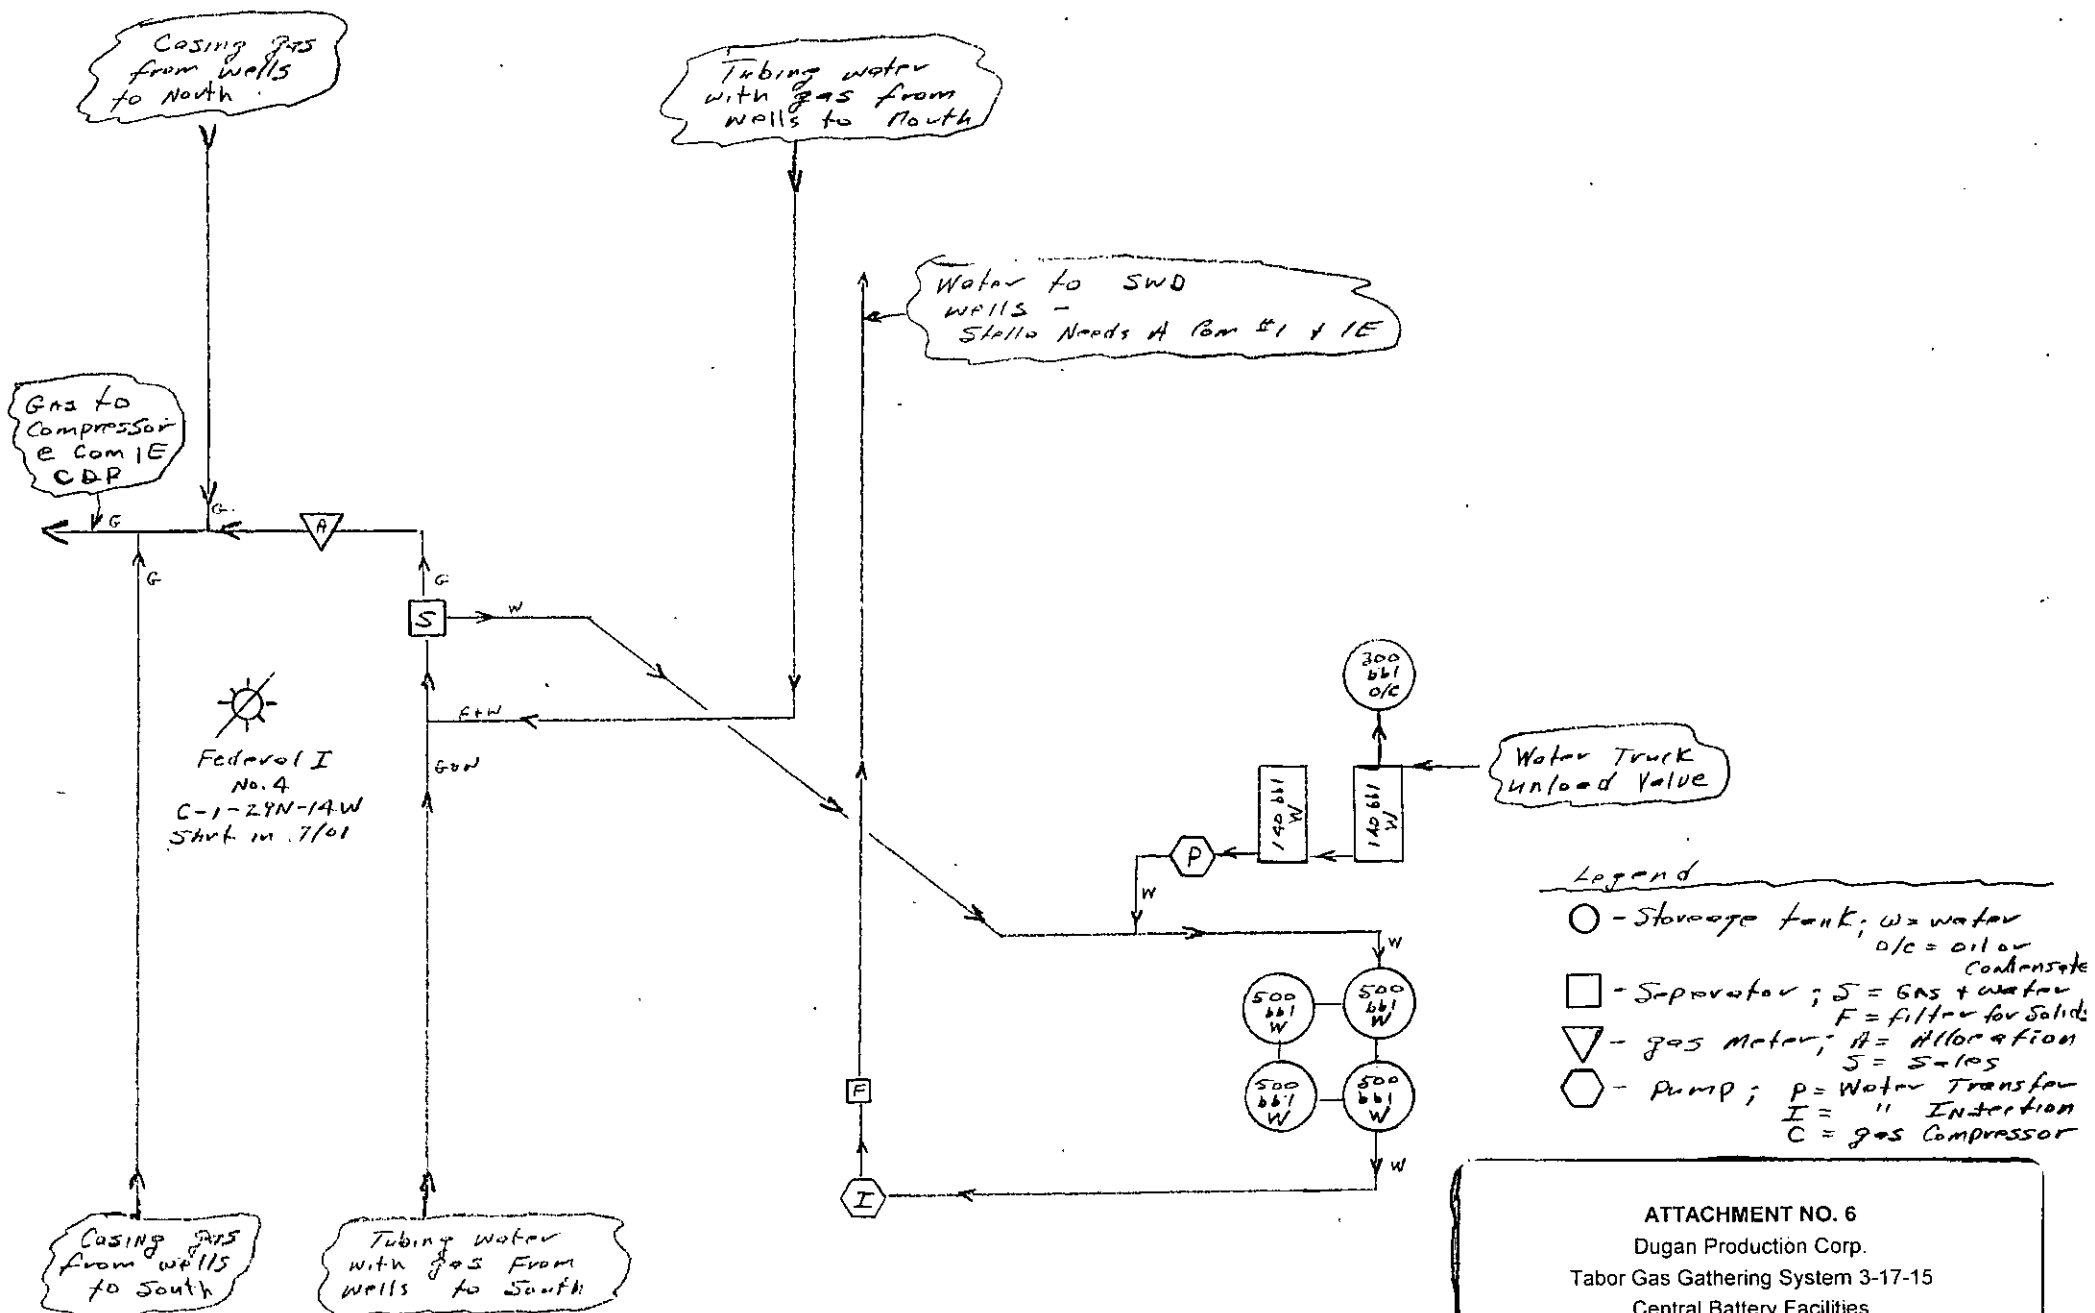 Casing gas
from wells
to North
Tubing water
with gas from
wells to North
Water to SWD
wells -
Stella Needs A Com #1 + 1E
Gas to
Compressor
@ Com 1E
CDP
G
G
A
G
G
S
W
G+W
G+W
Federal I
No. 4
C-1-29N-14W
Shut in 7/01
300
bbl
O/C
Water Truck
unload Valve
140 bbl
W
140 bbl
W
P
W
W
500
bbl
W
500
bbl
W
500
bbl
W
500
bbl
W
W
F
I
Casing gas
from wells
to South
Tubing water
with gas From
wells to South
Legend
- Storeage tank; W = water
O/C = oil or
Condensate
- Separator; S = Gas + water
F = filter for Solids
- gas Meter; A = Allocation
S = Sales
- Pump; P = Water Transfer
I = " Injection
C = gas Compressor
ATTACHMENT NO. 6
Dugan Production Corp.
Tabor Gas Gathering System 3-17-15
Central Battery Facilities